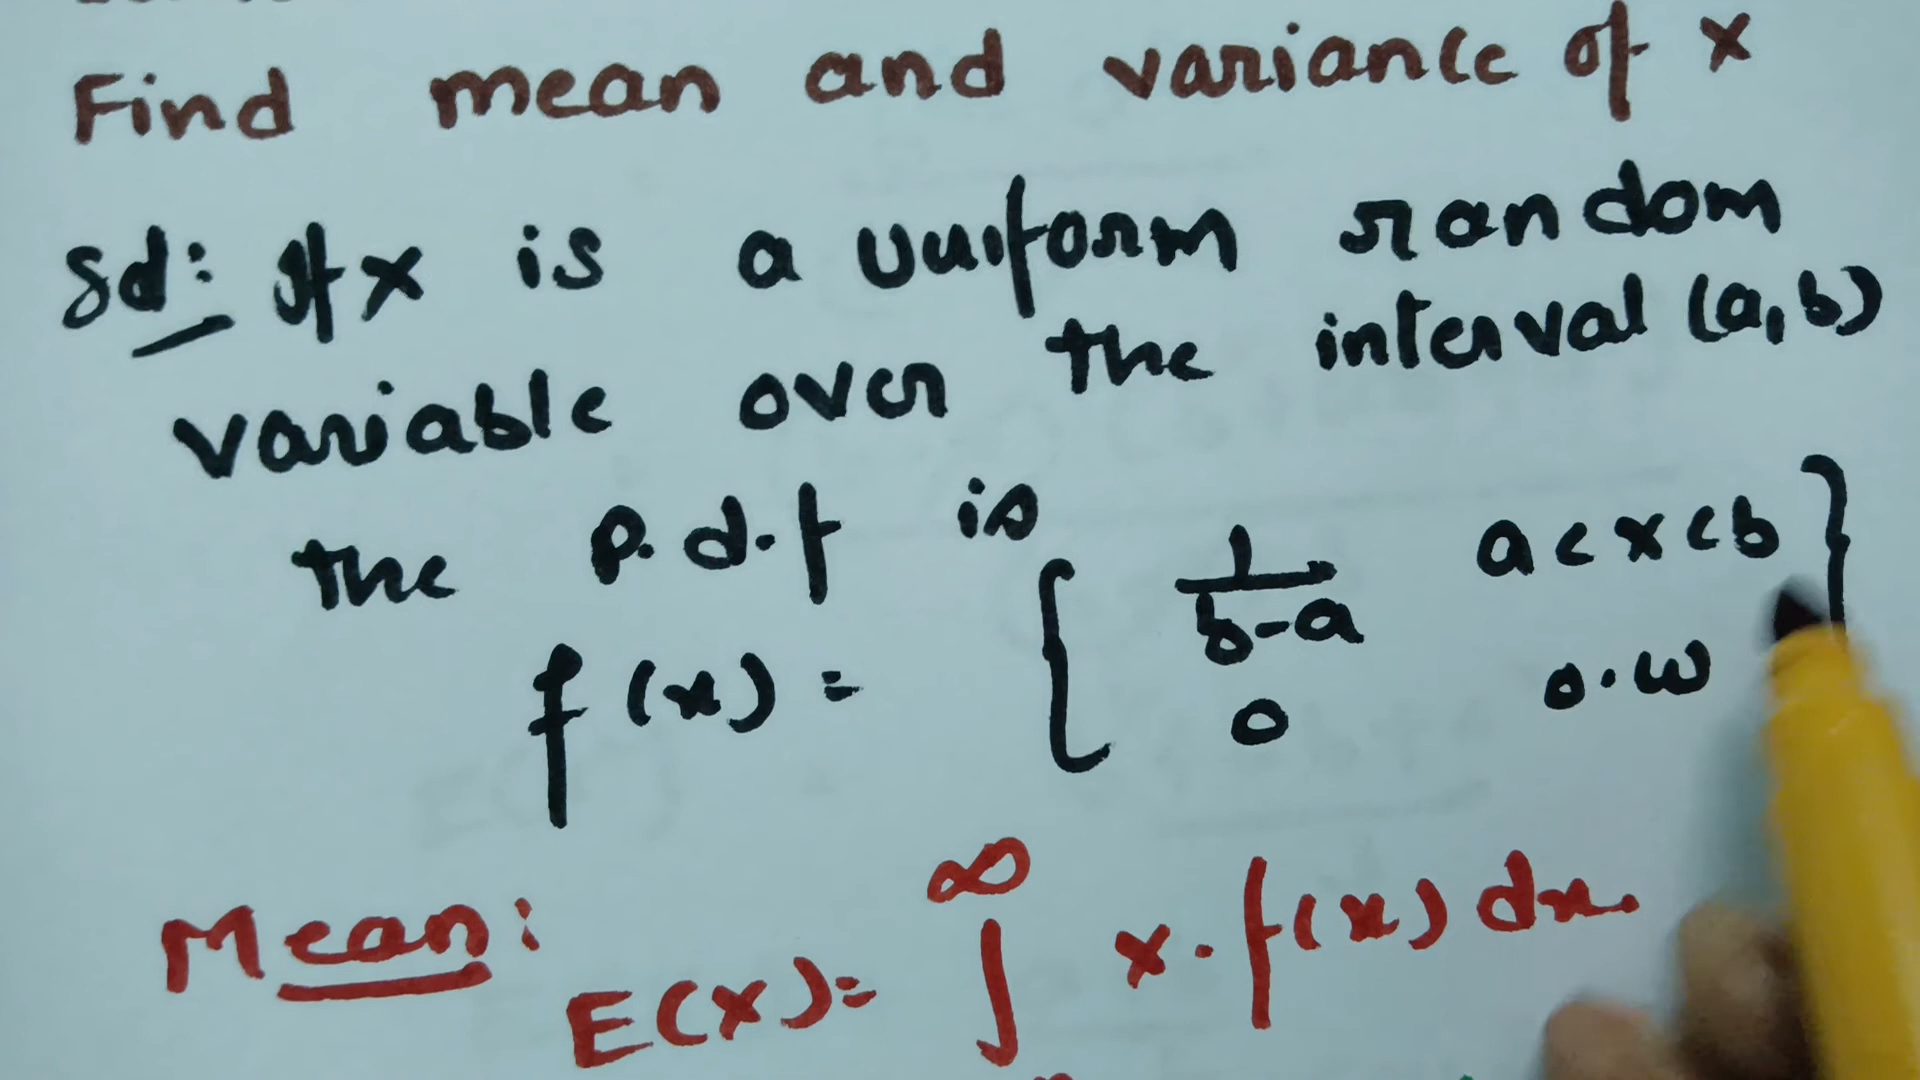 Find mean and variance of x
Sol: If x is a uniform random
variable over the interval (a,b)
the p.d.f is
f(x) = { 1/(b-a) a<x<b }
0 o.w
Mean:
E(x) = ∫ ∞ x.f(x)dx.